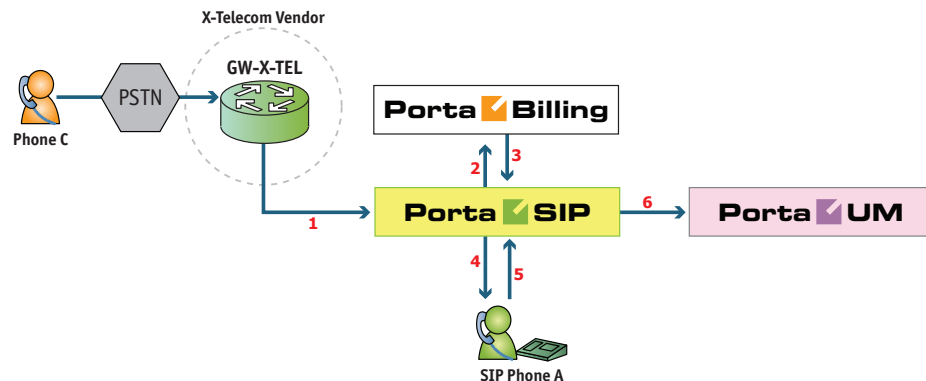 X-Telecom Vendor
GW-X-TEL
PSTN
Phone C
Porta Billing
2
3
1
Porta SIP
6
Porta UM
4
5
SIP Phone A